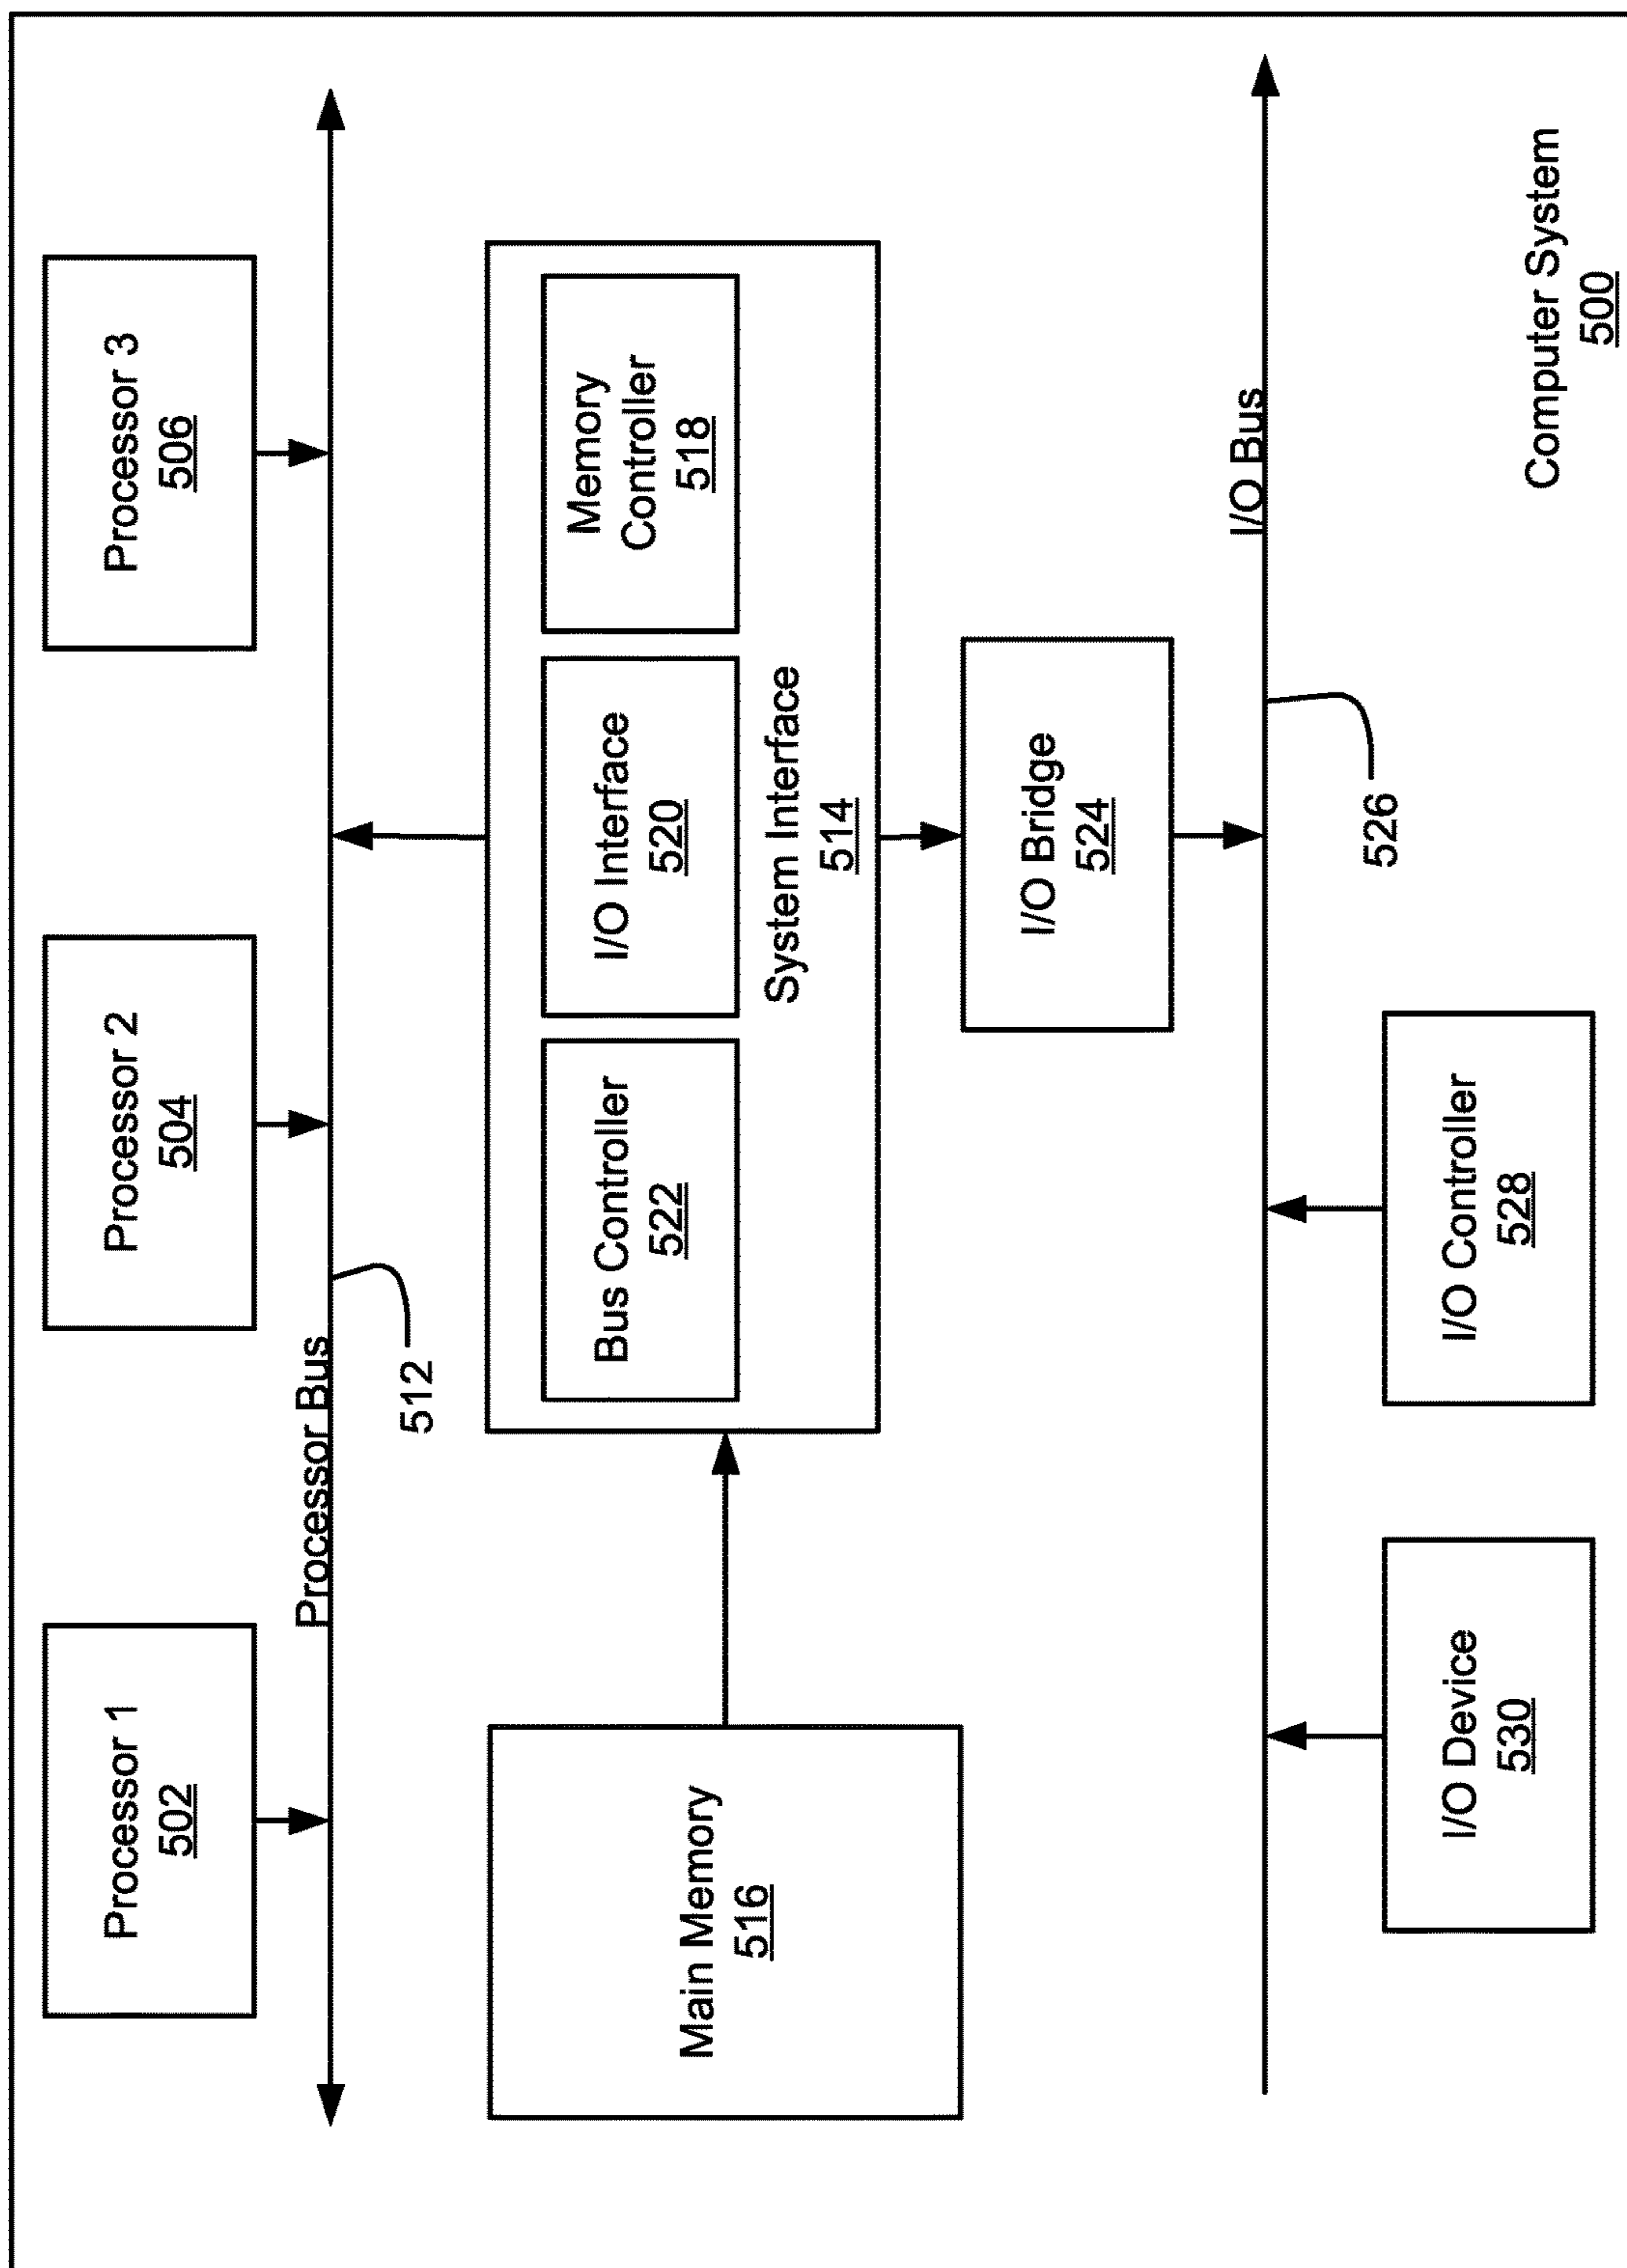 Processor 1
502
Processor 2
504
Processor 3
506
Processor Bus
512
Main Memory
516
Bus Controller
522
I/O Interface
520
Memory
Controller
518
System Interface
514
I/O Bridge
524
I/O Bus
526
I/O Device
530
I/O Controller
528
Computer System
500